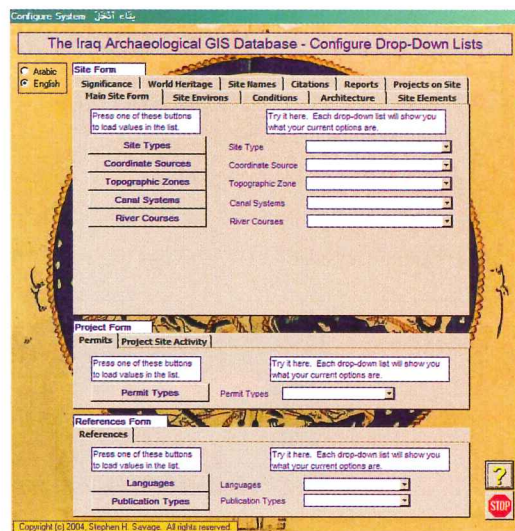 Configure System
The Iraq Archaeological GIS Database - Configure Drop-Down Lists
Arabic
English
Site Form
Significance World Heritage Site Names Citations Reports Projects on Site
Main Site Form Site Environs Conditions Architecture Site Elements
Press one of these buttons
to load values in the list.
Try it here. Each drop-down list will show you
what your current options are.
Site Types Site Type
Coordinate Sources Coordinate Source
Topographic Zones Topographic Zone
Canal Systems Canal Systems
River Courses River Courses
Project Form
Permits Project Site Activity
Press one of these buttons
to load values in the list.
Try it here. Each drop-down list will show you
what your current options are.
Permit Types Permit Types
References Form
References
Press one of these buttons
to load values in the list.
Try it here. Each drop-down list will show you
what your current options are.
Languages Languages
Publication Types Publication Types
?
STOP
Copyright (c) 2004, Stephen H. Savage. All rights reserved